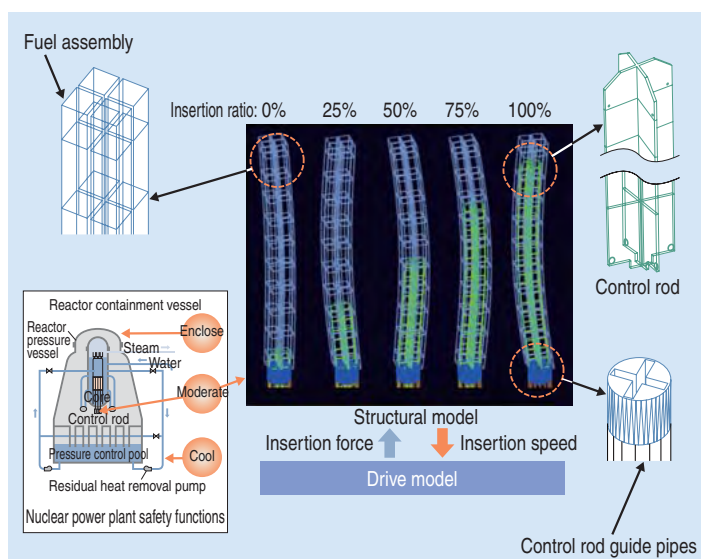 Fuel assembly
Insertion ratio: 0% 25% 50% 75% 100%
Control rod
Reactor containment vessel
Reactor
pressure
vessel
Enclose
Steam
Water
Moderate
Core
Control rod
Pressure control pool
Cool
Residual heat removal pump
Nuclear power plant safety functions
Structural model
Insertion force
Insertion speed
Drive model
Control rod guide pipes